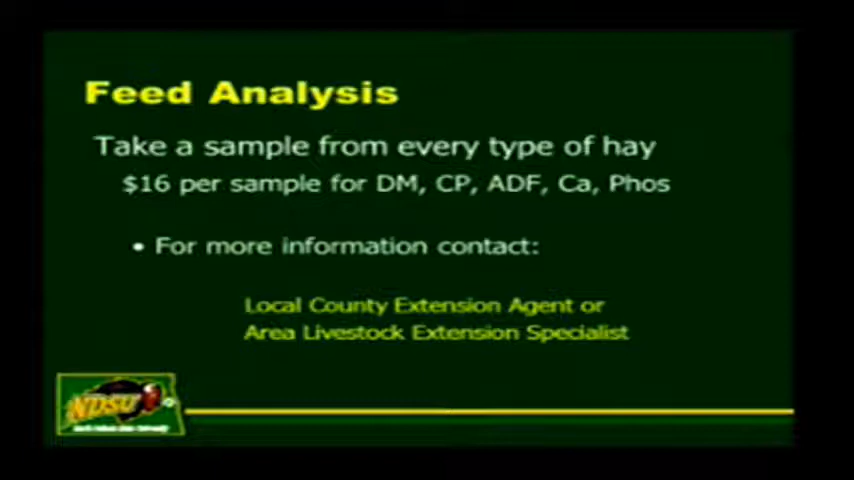 Feed Analysis
Take a sample from every type of hay
$16 per sample for DM, CP, ADF, Ca, Phos
• For more information contact:
Local County Extension Agent or
Area Livestock Extension Specialist
NDSU